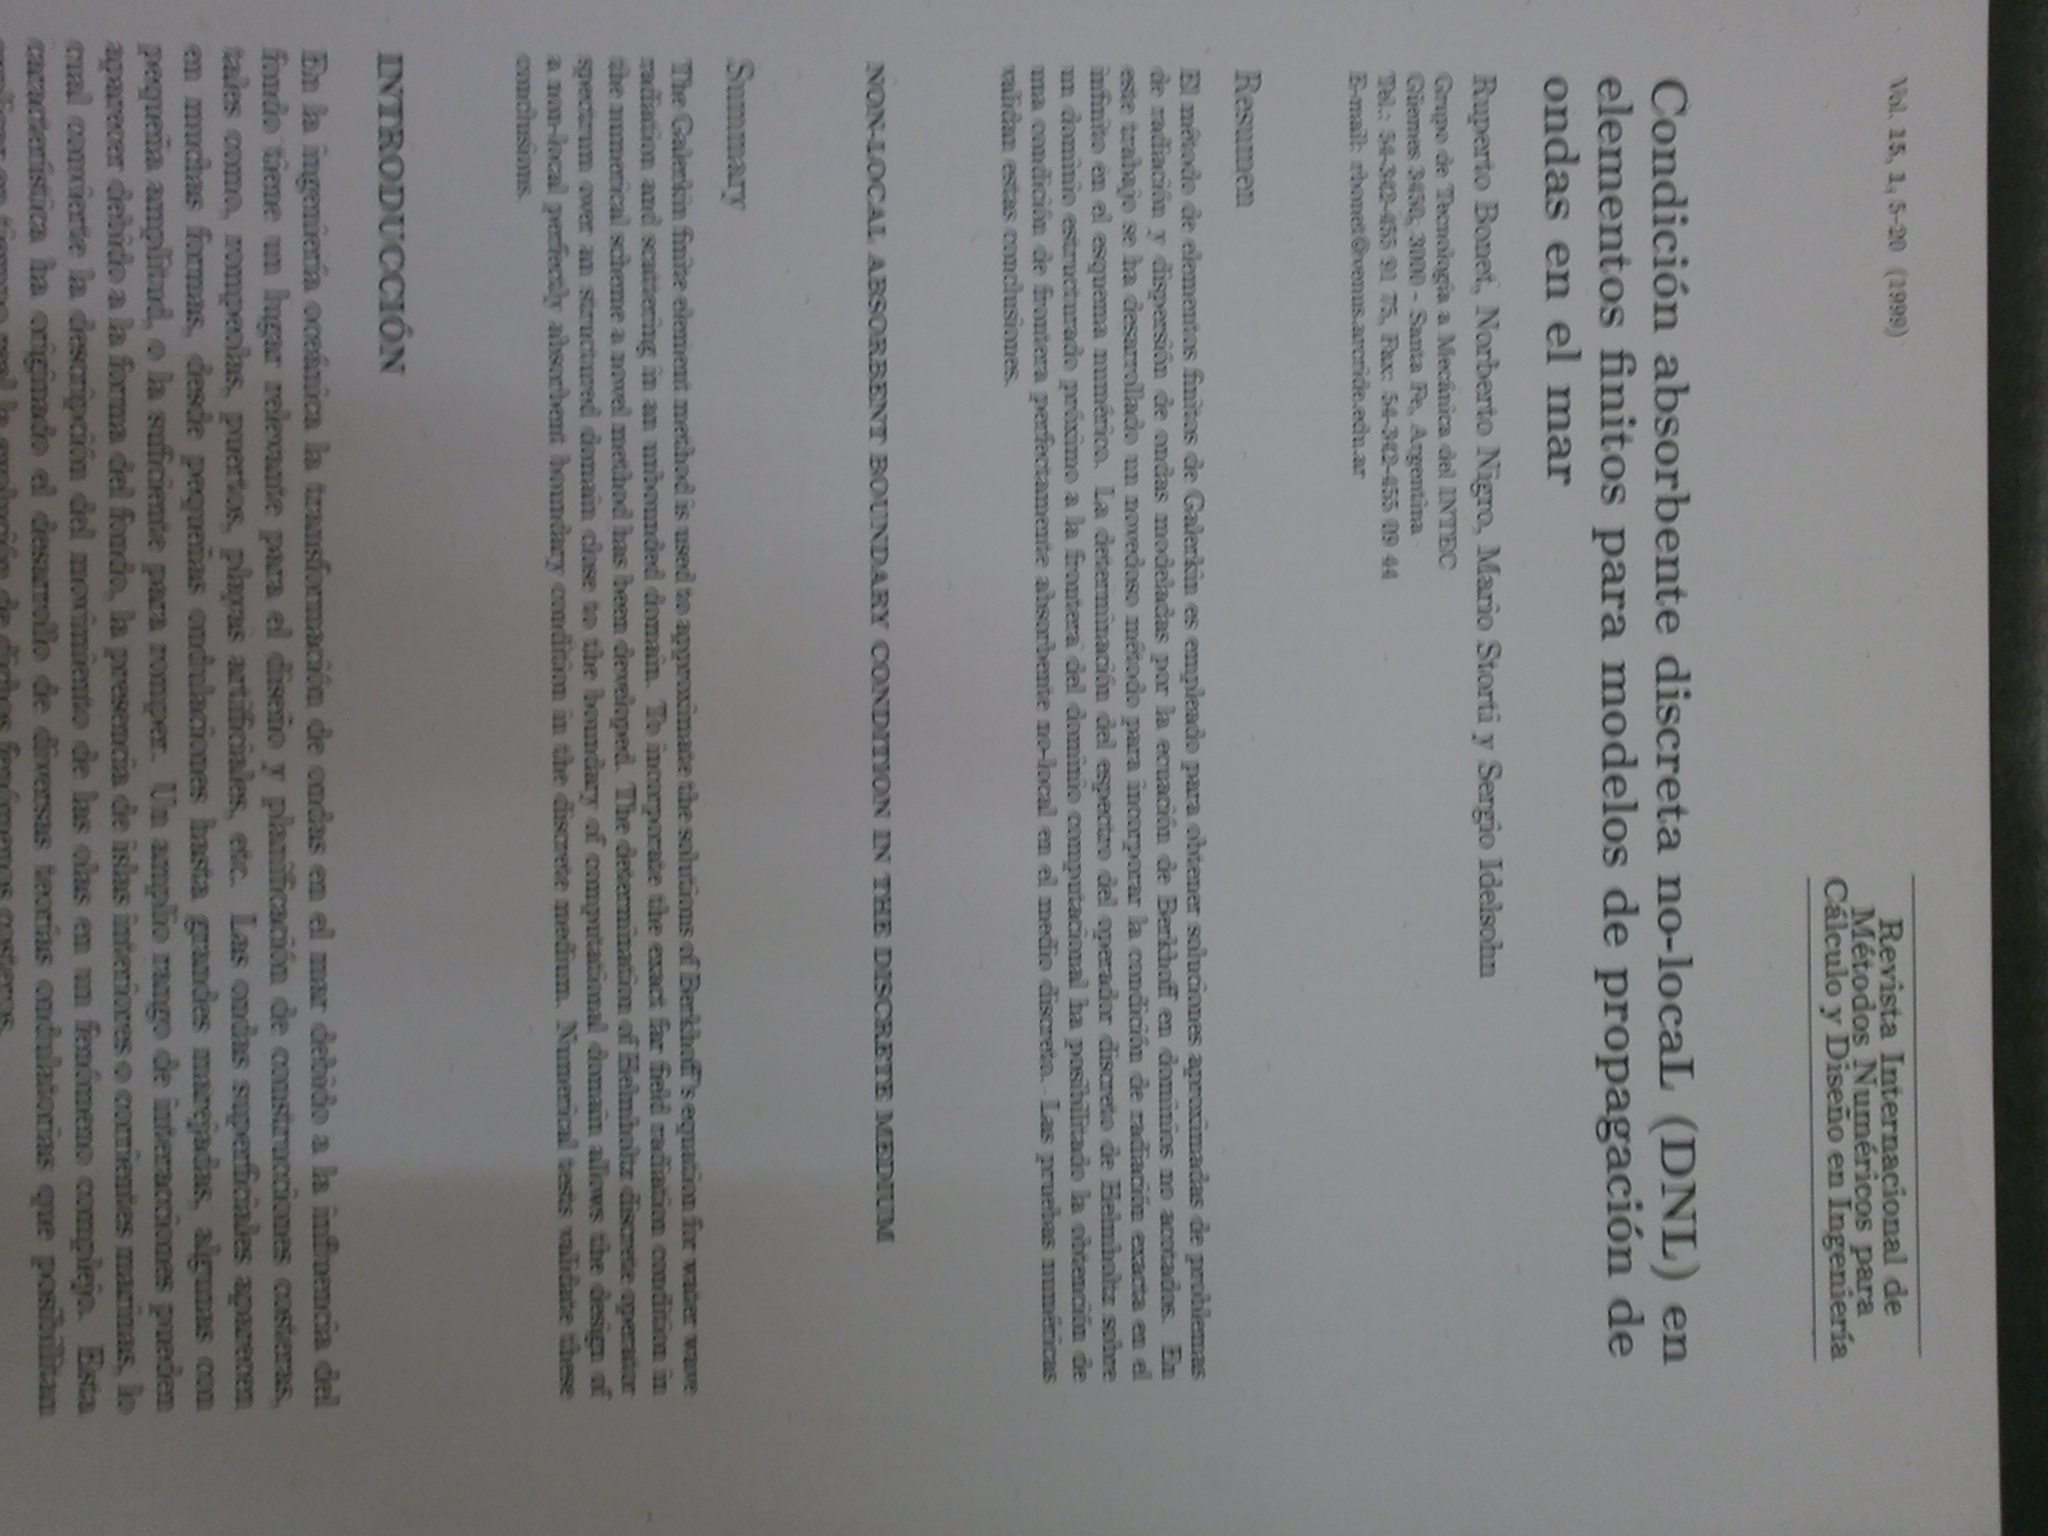 Vol. 15, 1, 5-20 (1999)
Revista Internacional de
Métodos Numéricos para
Cálculo y Diseño en Ingeniería
Condición absorbente discreta no-locaL (DNL) en
elementos finitos para modelos de propagación de
ondas en el mar
Ruperto Bonet, Norberto Nigro, Mario Storti y Sergio Idelsohn
Grupo de Tecnología a Mecánica del INTEC
Güemes 3450, 3000 - Santa Fe, Argentina
Tel.: 54-342-455 91 75, Fax: 54-342-455 09 44
E-mail: rbonet@venus.arcride.edu.ar
Resumen
El método de elementos finitos de Galerkin es empleado para obtener soluciones aproximadas de problemas
de radiación y dispersión de ondas modeladas por la ecuación de Berkhoff en dominios no acotados. En
este trabajo se ha desarrollado un novedoso método para incorporar la condición de radiación exacta en el
infinito en el esquema numérico. La determinación del espectro del operador discreto de Helmholtz sobre
un dominio estructurado próximo a la frontera del dominio computacional ha posibilitado la obtención de
una condición de frontera perfectamente absorbente no-local en el medio discreto. Las pruebas numéricas
validan estas conclusiones.
NON-LOCAL ABSORBENT BOUNDARY CONDITION IN THE DISCRETE MEDIUM
Summary
The Galerkin finite element method is used to approximate the solutions of Berkhoff's equation for water wave
radiation and scattering in an unbounded domain. To incorporate the exact far field radiation condition in
the numerical scheme a novel method has been developed. The determination of Helmholtz discrete operator
spectrum over an structured domain close to the boundary of computational domain allows the design of
a non-local perfectly absorbent boundary condition in the discrete medium. Numerical tests validate these
conclusions.
INTRODUCCIÓN
En la ingeniería oceánica la transformación de ondas en el mar debido a la influencia del
fondo tiene un lugar relevante para el diseño y planificación de construcciones costeras,
tales como, rompeolas, puertos, playas artificiales, etc. Las ondas superficiales aparecen
en muchas formas, desde pequeñas ondulaciones hasta grandes marejadas, algunas con
pequeña amplitud, o la suficiente para romper. Un amplio rango de interacciones pueden
aparecer debido a la forma del fondo, la presencia de islas interiores o corrientes marinas, lo
cual convierte la descripción del movimiento de las olas en un fenómeno complejo. Esta
característica ha originado el desarrollo de diversas teorías ondulatorias que posibilitan
real la evolución de dichos fenómenos costeros.